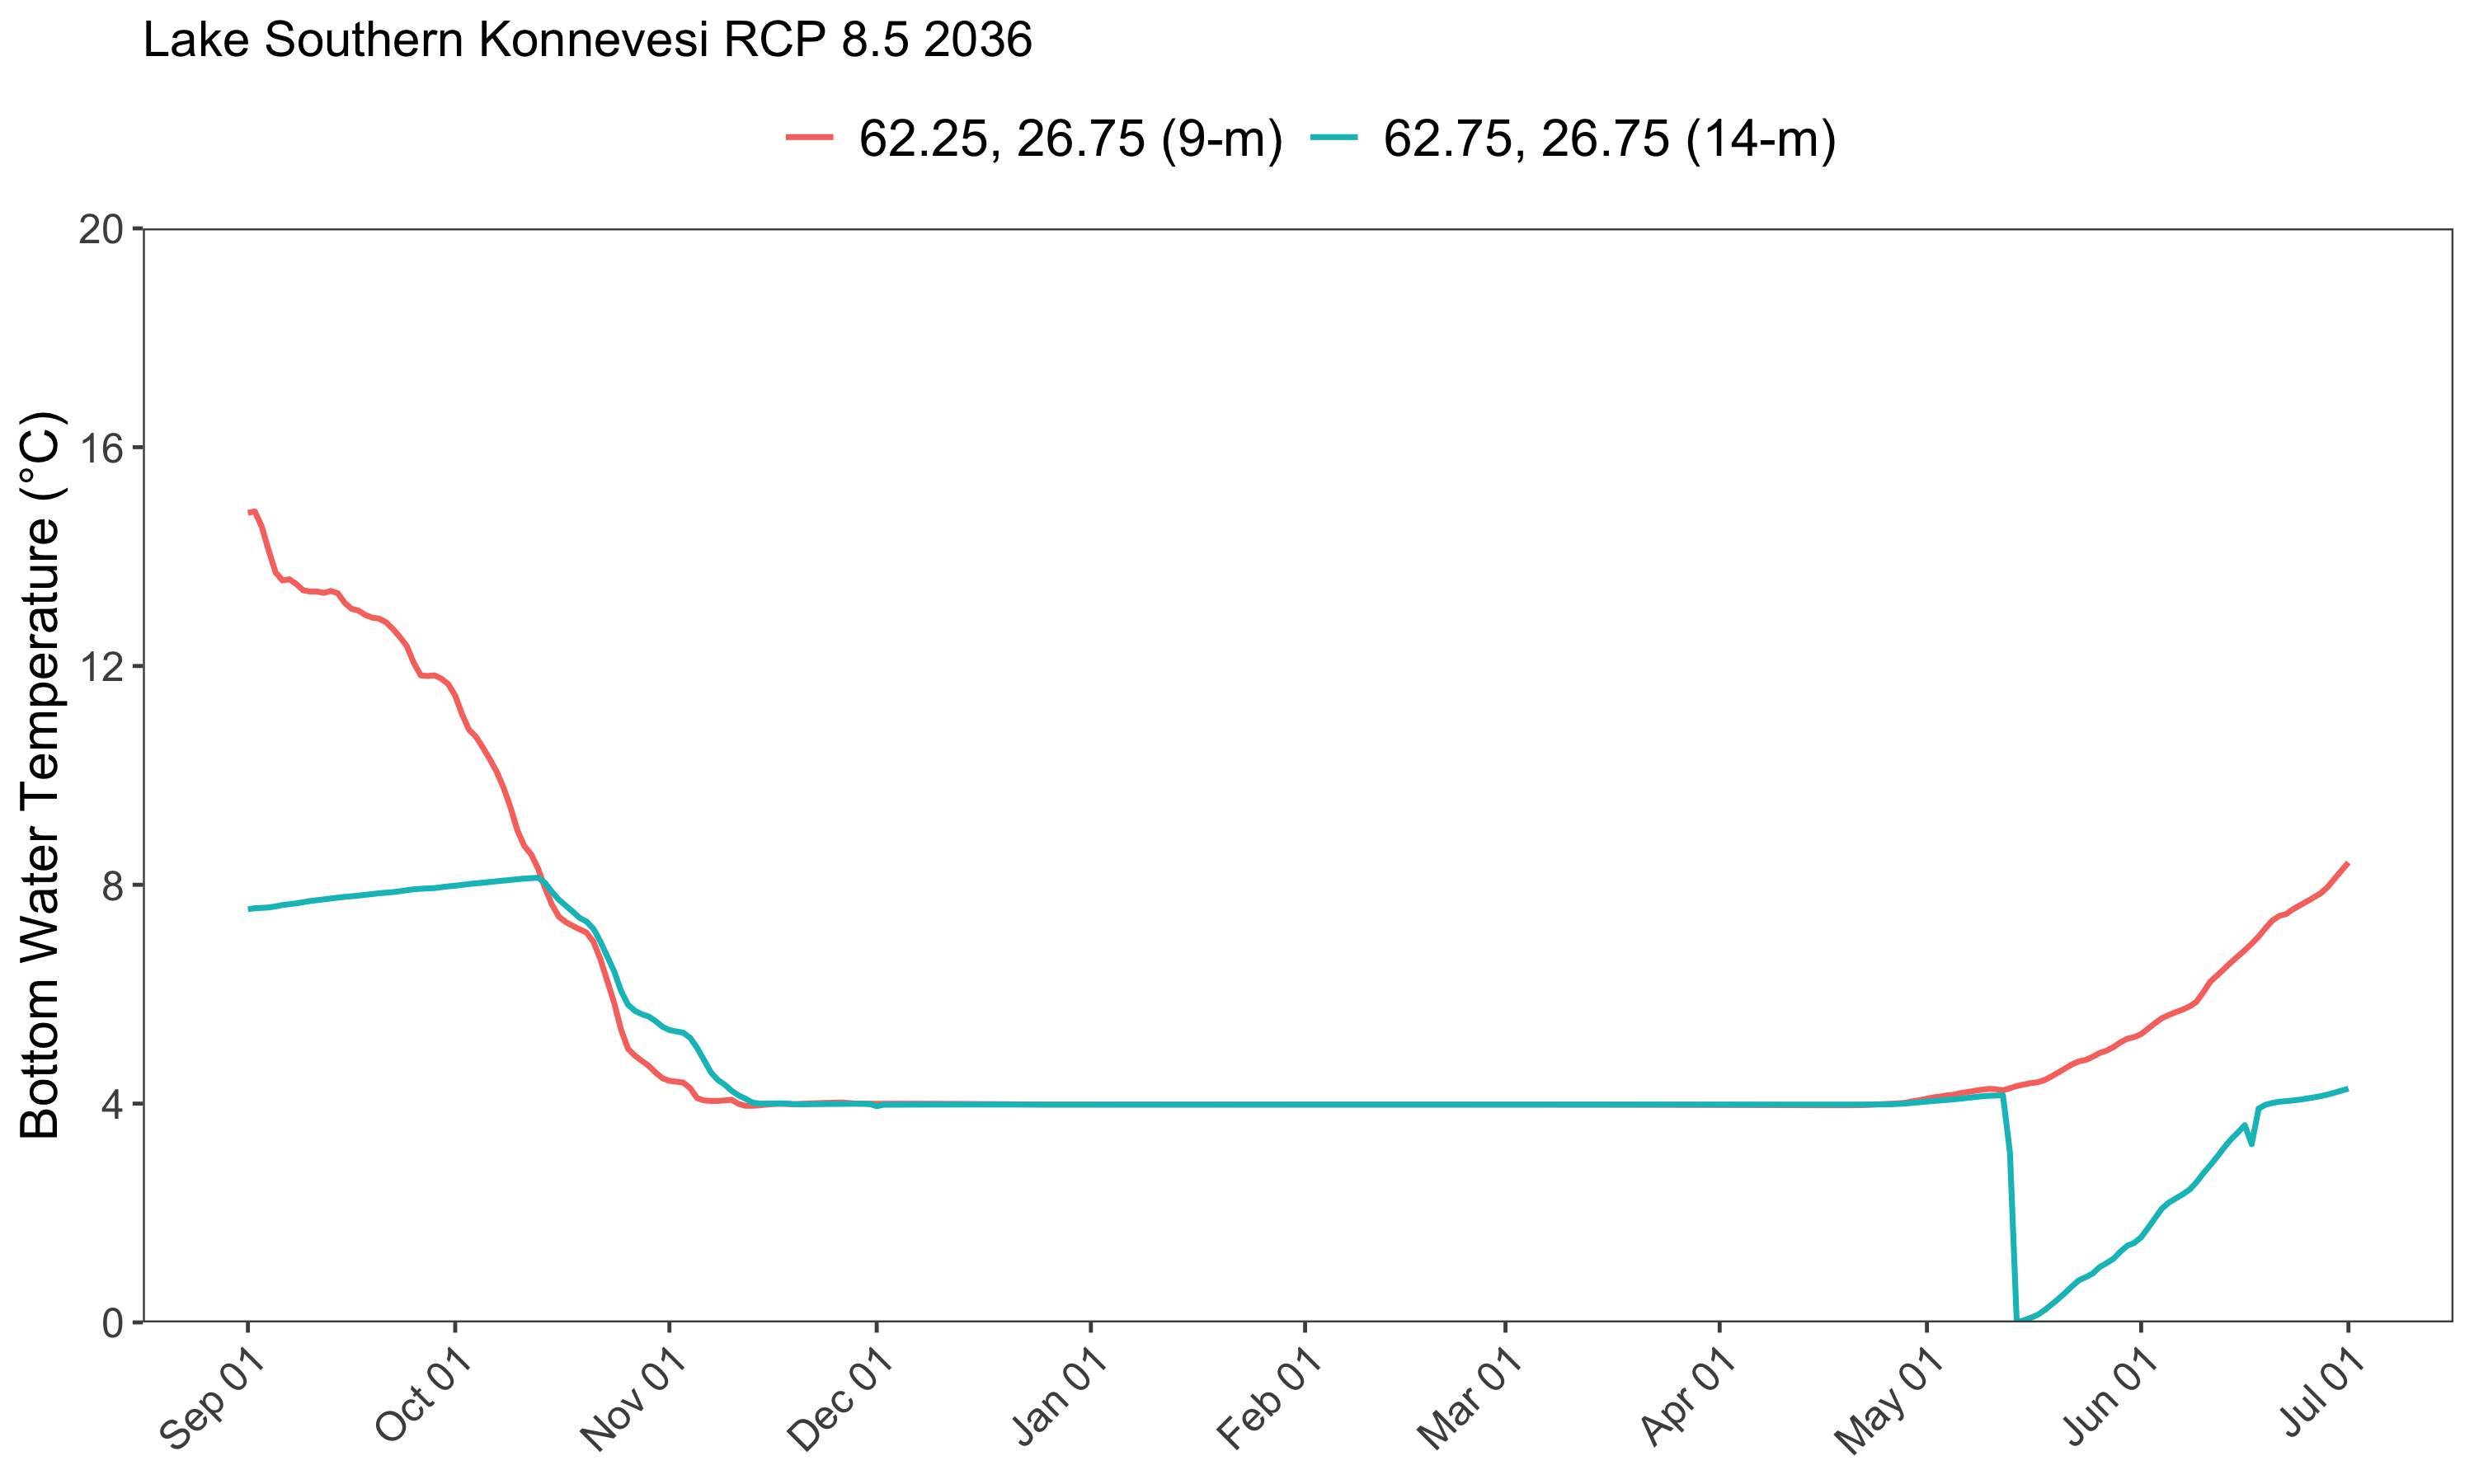 Lake Southern Konnevesi RCP 8.5 2036
62.25, 26.75 (9-m) 62.75, 26.75 (14-m)
Bottom Water Temperature (°C)
20
16
12
8
4
0
Sep 01 Oct 01 Nov 01 Dec 01 Jan 01 Feb 01 Mar 01 Apr 01 May 01 Jun 01 Jul 01